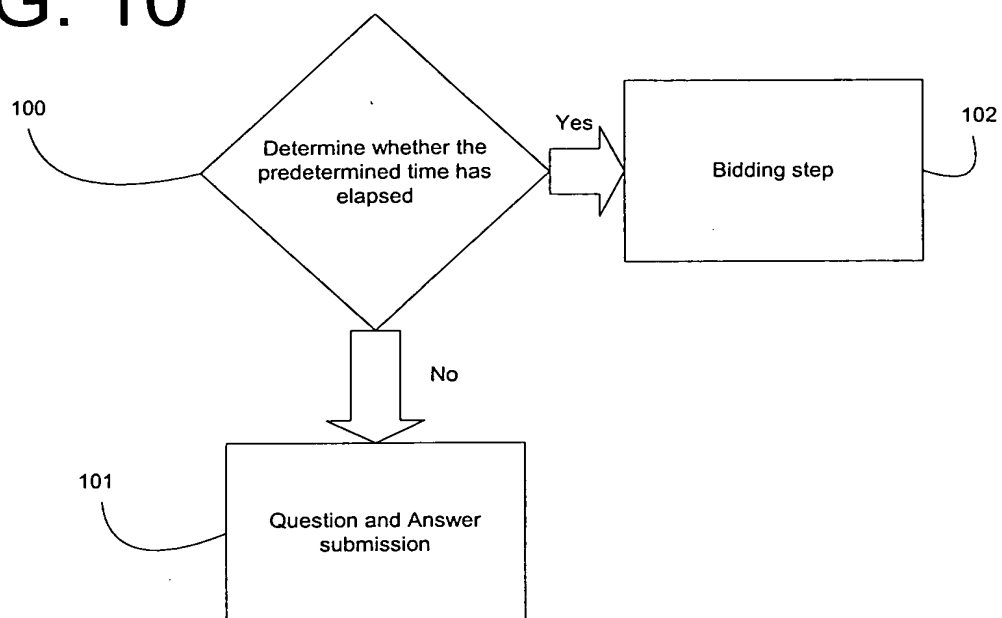 G. 10
100
Determine whether the
predetermined time has
elapsed
Yes
Bidding step
102
No
101
Question and Answer
submission